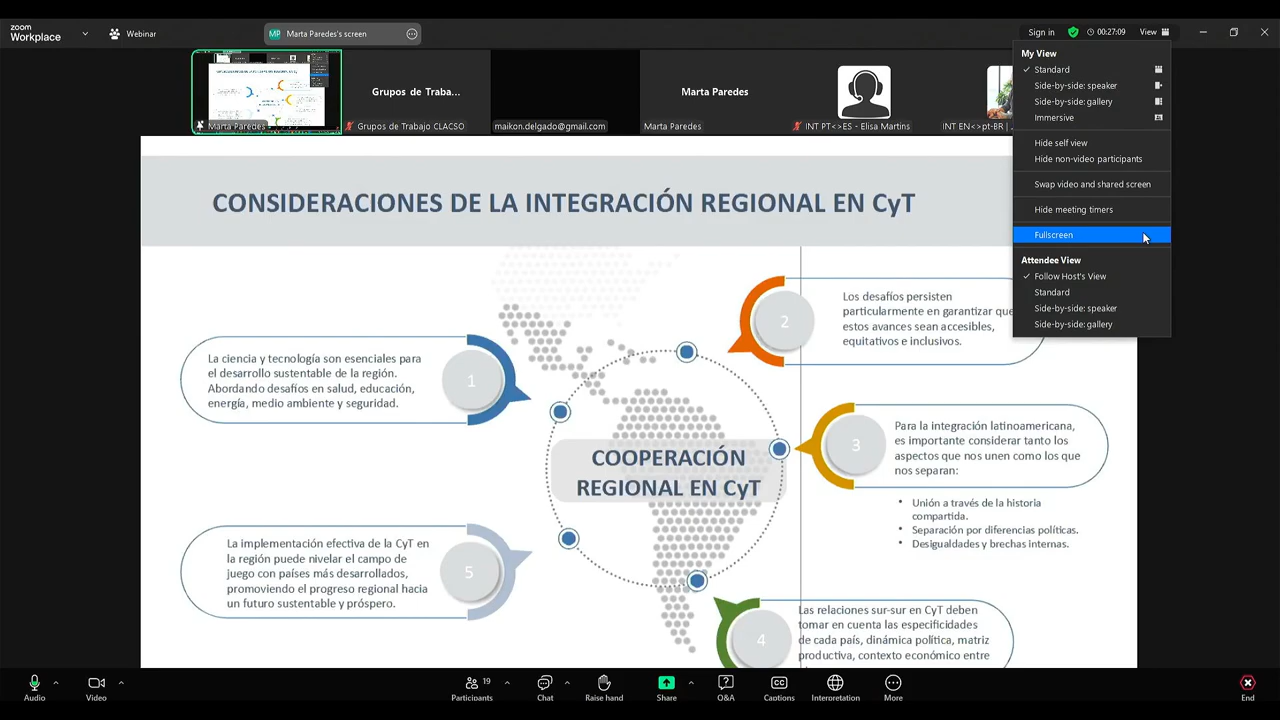 zoom
Workplace
Webinar
MP Marta Paredes's screen
Sign in
00:27:09
View
My View
Standard
Side-by-side: speaker
Side-by-side: gallery
Immersive
Hide self view
Hide non-video participants
Swap video and shared screen
Hide meeting timers
Fullscreen
Attendee View
Follow Host's View
Standard
Side-by-side: speaker
Side-by-side: gallery
Marta Paredes
Grupos de Traba...
Grupos de Trabajo CLACSO
maikon.delgado@gmail.com
Marta Paredes
Marta Paredes
INT PT<>ES - Elisa Martins
INT EN<>pt-BR |
CONSIDERACIONES DE LA INTEGRACIÓN REGIONAL EN CyT
La ciencia y tecnología son esenciales para
el desarrollo sustentable de la región.
Abordando desafíos en salud, educación,
energía, medio ambiente y seguridad.
1
2
Los desafíos persisten
particularmente en garantizar que
estos avances sean accesibles,
equitativos e inclusivos.
3
Para la integración latinoamericana,
es importante considerar tanto los
aspectos que nos unen como los que
nos separan:
• Unión a través de la historia
compartida.
• Separación por diferencias políticas.
• Desigualdades y brechas internas.
COOPERACIÓN
REGIONAL EN CyT
La implementación efectiva de la CyT en
la región puede nivelar el campo de
juego con países más desarrollados,
promoviendo el progreso regional hacia
un futuro sustentable y próspero.
5
4
Las relaciones sur-sur en CyT deben
tomar en cuenta las especificidades
de cada país, dinámica política, matriz
productiva, contexto económico entre
Audio
Video
Participants
19
Chat
Raise hand
Share
Q&A
CC
Captions
Interpretation
More
End